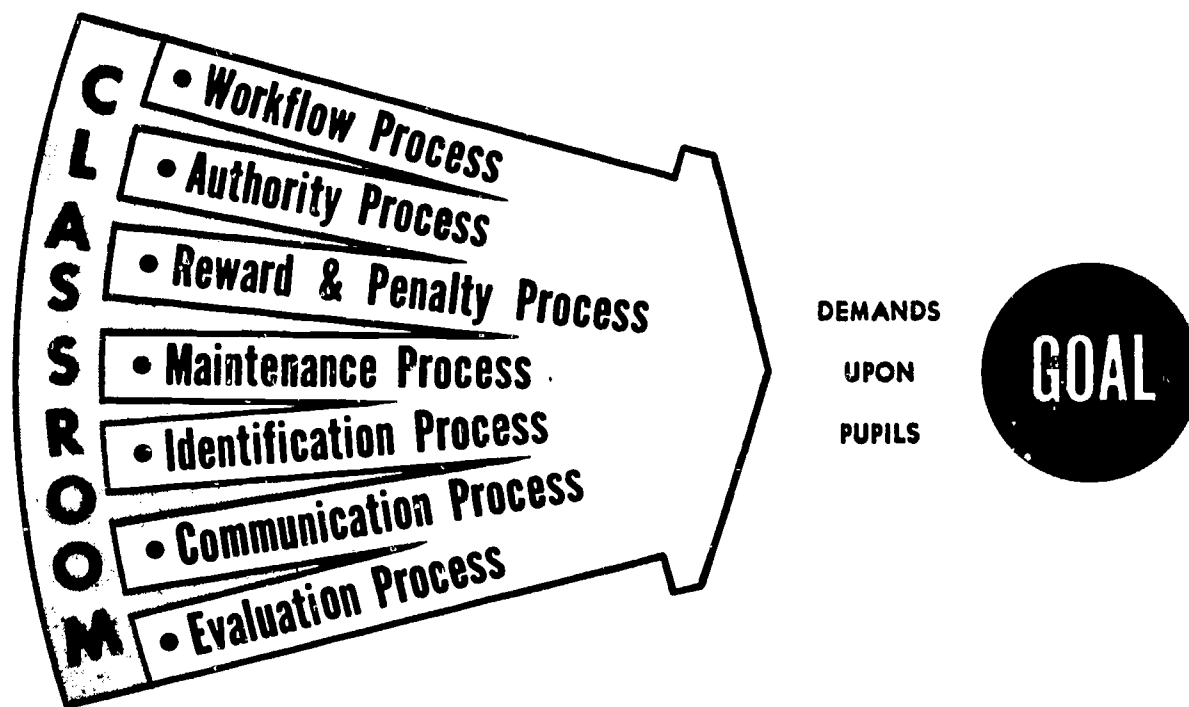 CLASSROOM
• Workflow Process
• Authority Process
• Reward & Penalty Process
• Maintenance Process
• Identification Process
• Communication Process
• Evaluation Process
DEMANDS
UPON
PUPILS
GOAL